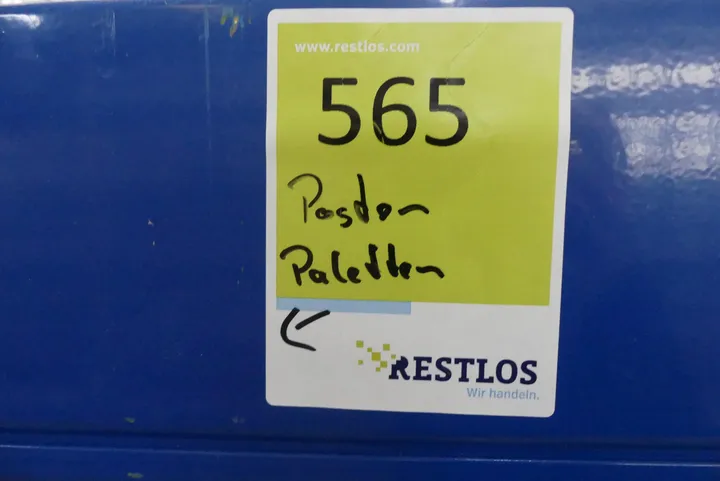 www.restlos.com
565
Posten
Paletten
RESTLOS
Wir handeln.